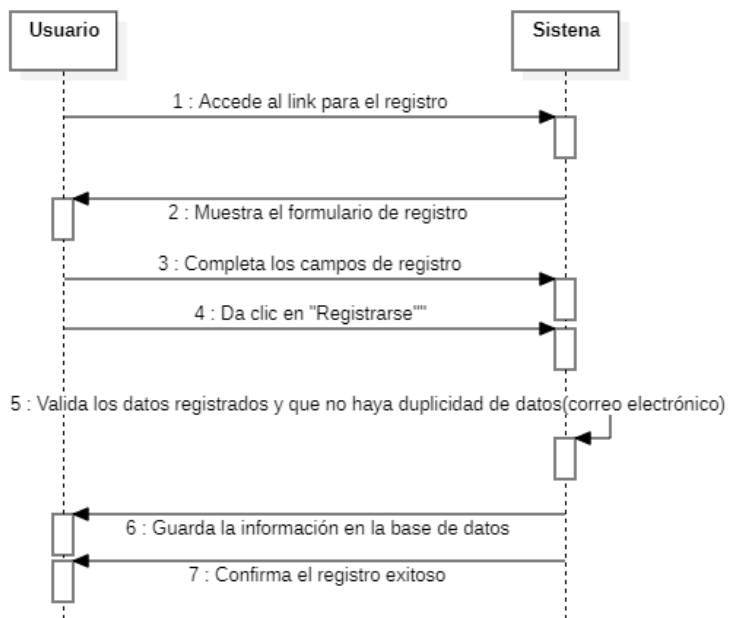 Usuario
Sistena
1 : Accede al link para el registro
2 : Muestra el formulario de registro
3 : Completa los campos de registro
4 : Da clic en "Registrarse""
5 : Valida los datos registrados y que no haya duplicidad de datos(correo electrónico)
6 : Guarda la información en la base de datos
7 : Confirma el registro exitoso